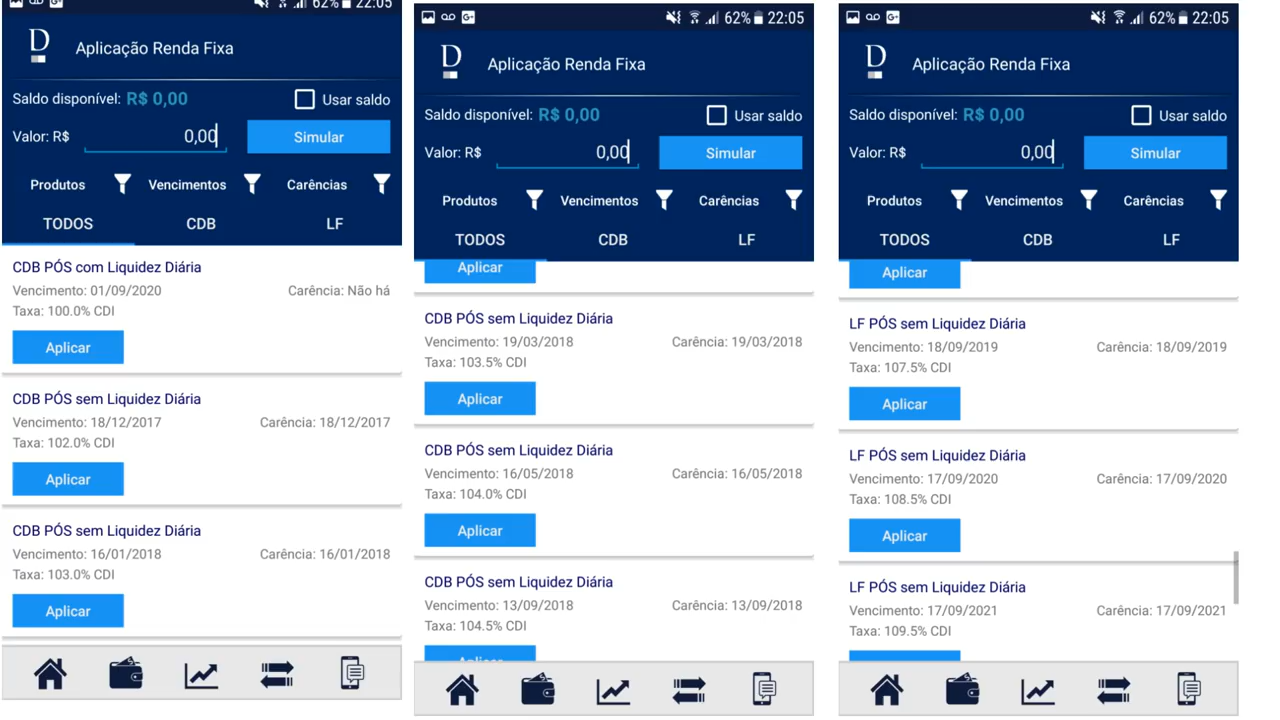 62% 22:05
D
Aplicação Renda Fixa
Saldo disponível: R$ 0,00
Usar saldo
Valor: R$ 0,00
Simular
Produtos Vencimentos Carências
TODOS CDB LF
CDB PÓS com Liquidez Diária
Vencimento: 01/09/2020 Carência: Não há
Taxa: 100.0% CDI
Aplicar
CDB PÓS sem Liquidez Diária
Vencimento: 18/12/2017 Carência: 18/12/2017
Taxa: 102.0% CDI
Aplicar
CDB PÓS sem Liquidez Diária
Vencimento: 16/01/2018 Carência: 16/01/2018
Taxa: 103.0% CDI
Aplicar
G+ 62% 22:05
D
Aplicação Renda Fixa
Saldo disponível: R$ 0,00
Usar saldo
Valor: R$ 0,00
Simular
Produtos Vencimentos Carências
TODOS CDB LF
Aplicar
CDB PÓS sem Liquidez Diária
Vencimento: 19/03/2018 Carência: 19/03/2018
Taxa: 103.5% CDI
Aplicar
CDB PÓS sem Liquidez Diária
Vencimento: 16/05/2018 Carência: 16/05/2018
Taxa: 104.0% CDI
Aplicar
CDB PÓS sem Liquidez Diária
Vencimento: 13/09/2018 Carência: 13/09/2018
Taxa: 104.5% CDI
Aplicar
G+ 62% 22:05
D
Aplicação Renda Fixa
Saldo disponível: R$ 0,00
Usar saldo
Valor: R$ 0,00
Simular
Produtos Vencimentos Carências
TODOS CDB LF
Aplicar
LF PÓS sem Liquidez Diária
Vencimento: 18/09/2019 Carência: 18/09/2019
Taxa: 107.5% CDI
Aplicar
LF PÓS sem Liquidez Diária
Vencimento: 17/09/2020 Carência: 17/09/2020
Taxa: 108.5% CDI
Aplicar
LF PÓS sem Liquidez Diária
Vencimento: 17/09/2021 Carência: 17/09/2021
Taxa: 109.5% CDI